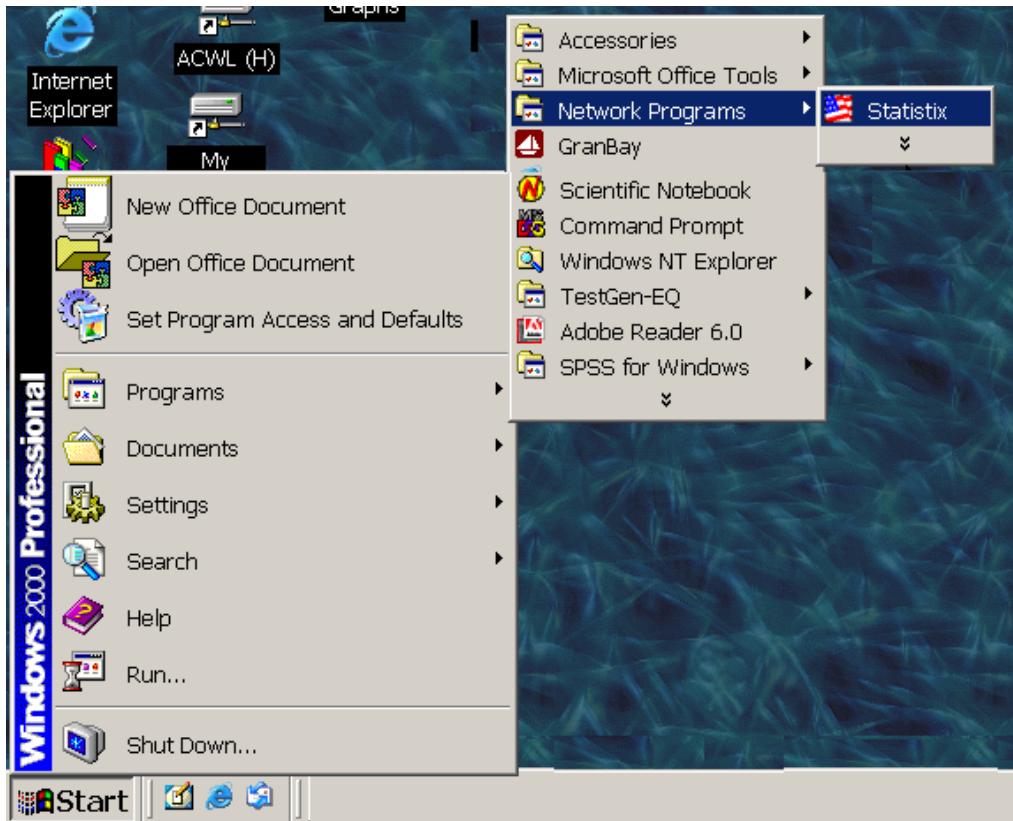 Graphs
ACWL (H)
Internet
Explorer
My
Accessories
Microsoft Office Tools
Network Programs
Statistix
GranBay
Scientific Notebook
Command Prompt
Windows NT Explorer
TestGen-EQ
Adobe Reader 6.0
SPSS for Windows
New Office Document
Open Office Document
Set Program Access and Defaults
Programs
Documents
Settings
Search
Help
Run...
Shut Down...
Windows 2000 Professional
Start